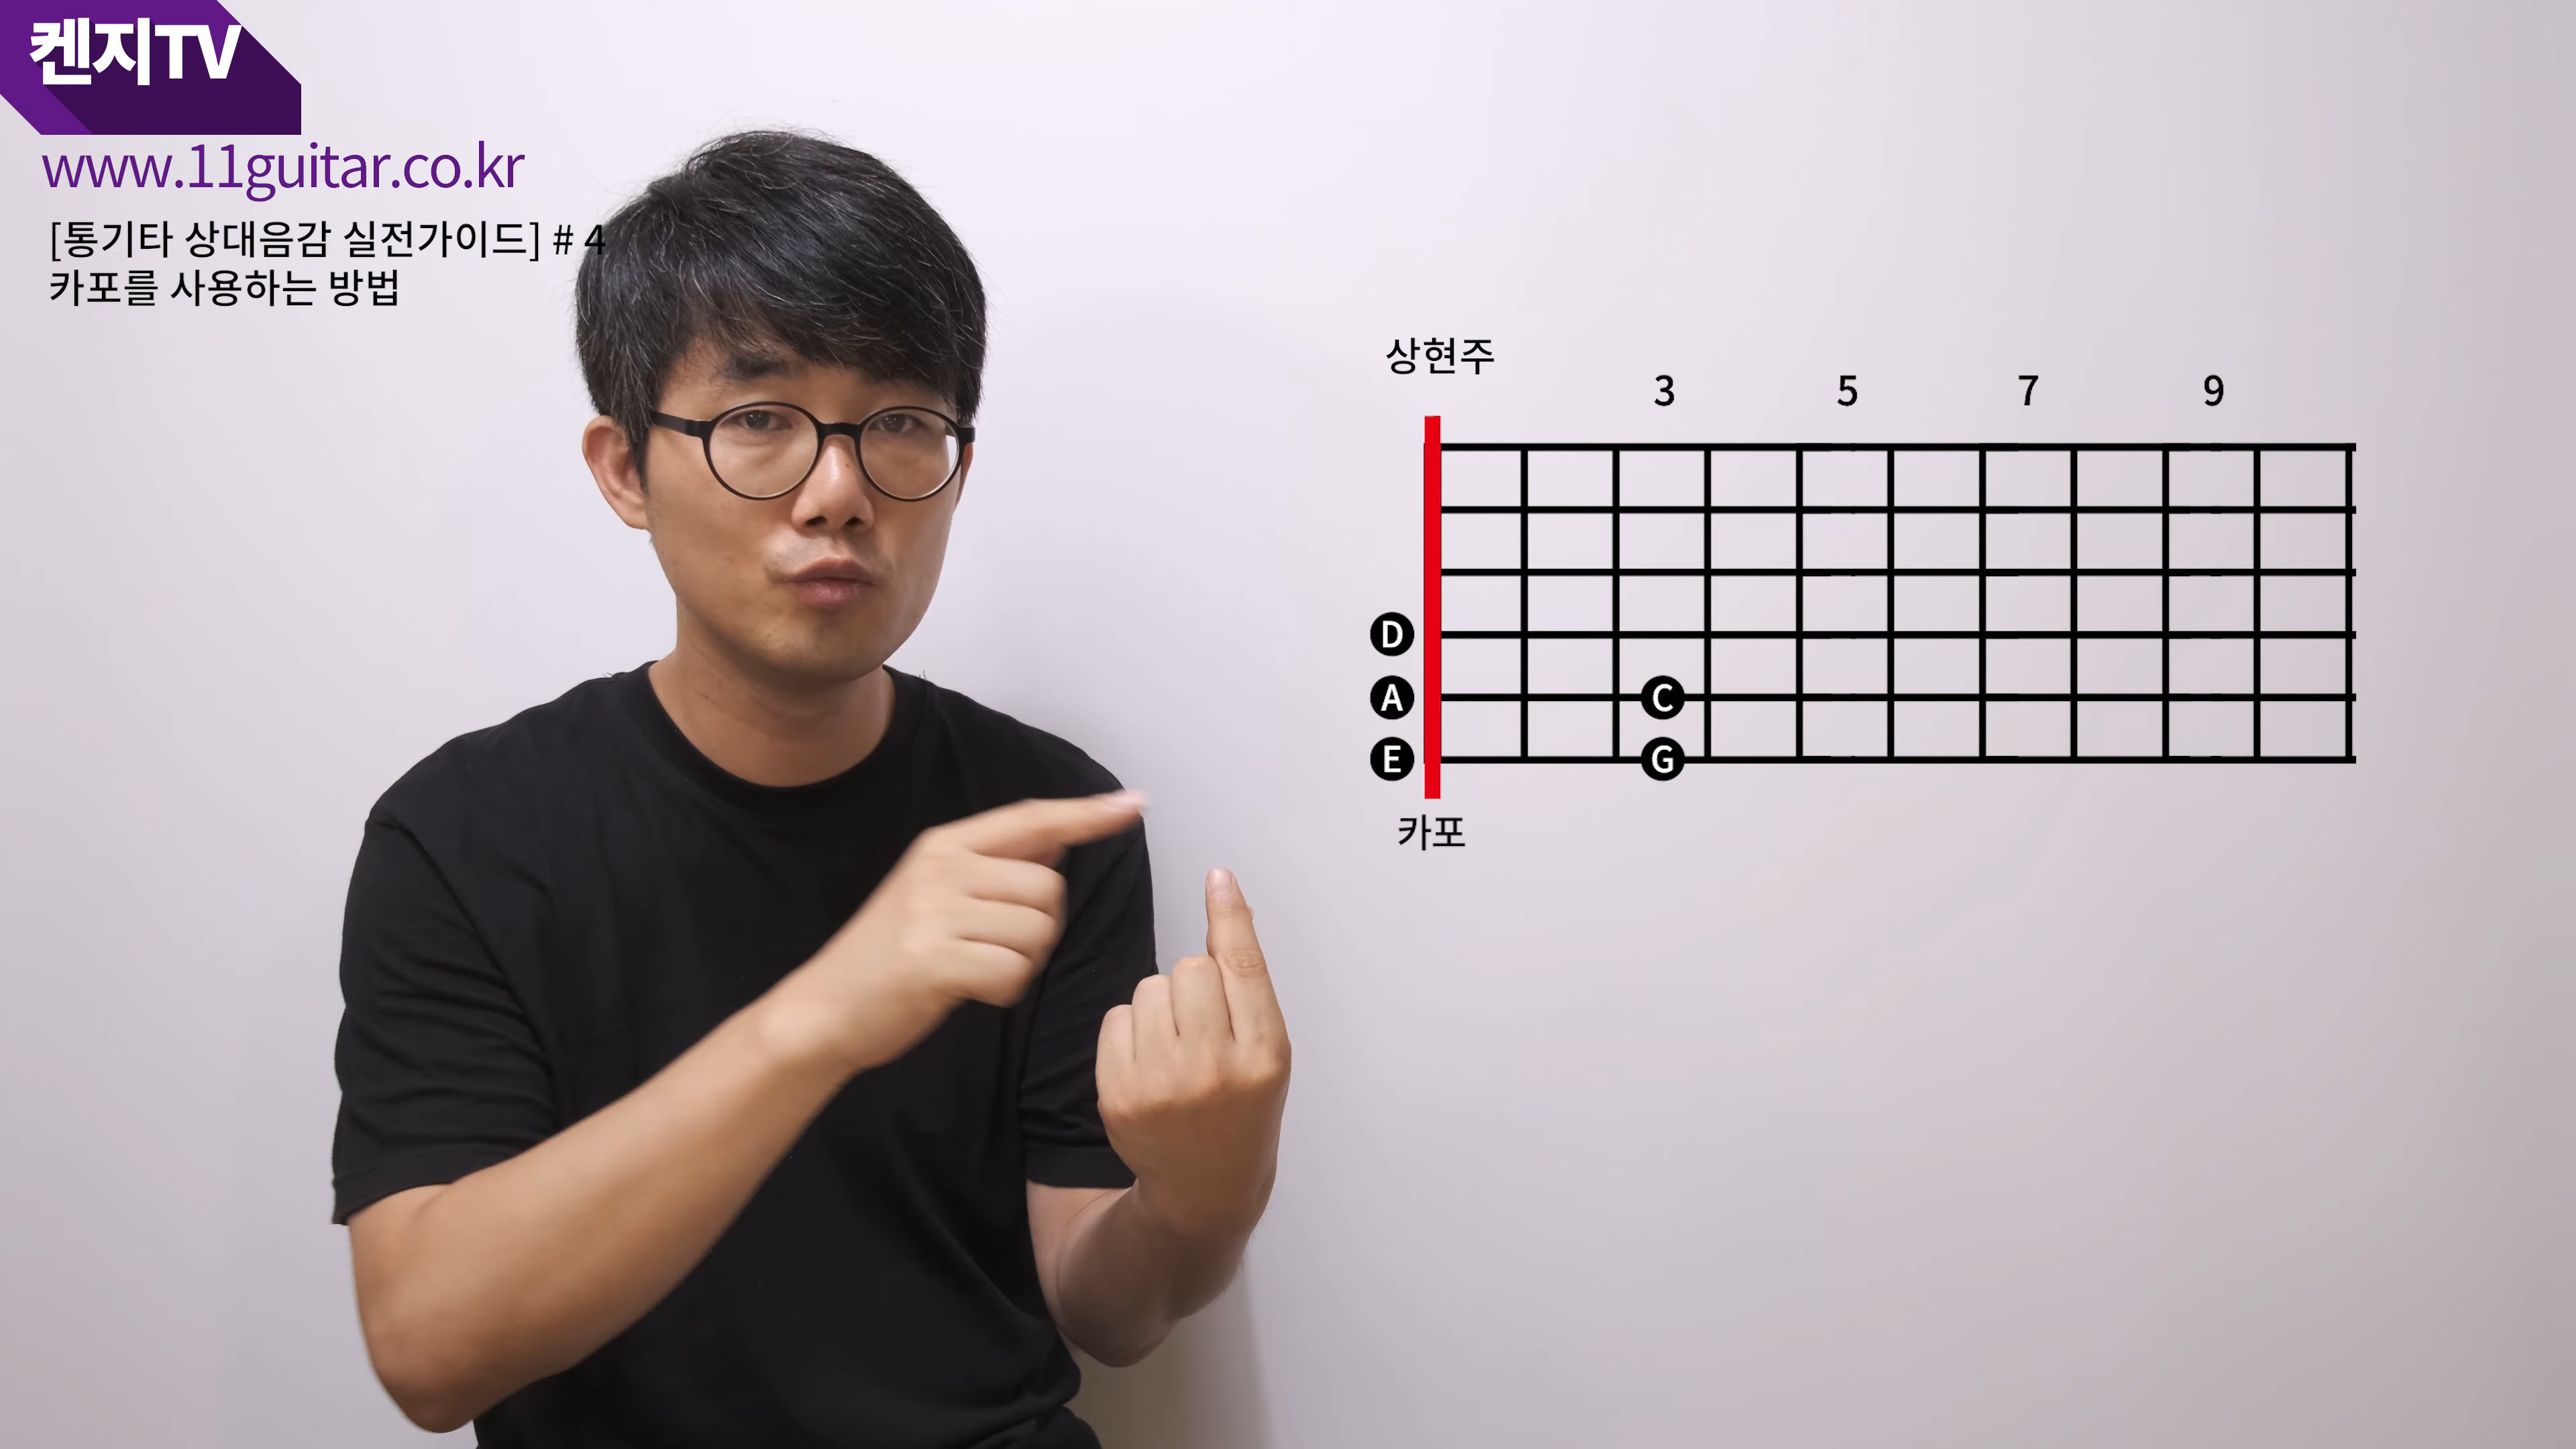 켄지TV
www.11guitar.co.kr
[통기타 상대음감 실전가이드] # 4
카포를 사용하는 방법
상현주
3 5 7 9
D
A C
E G
카포